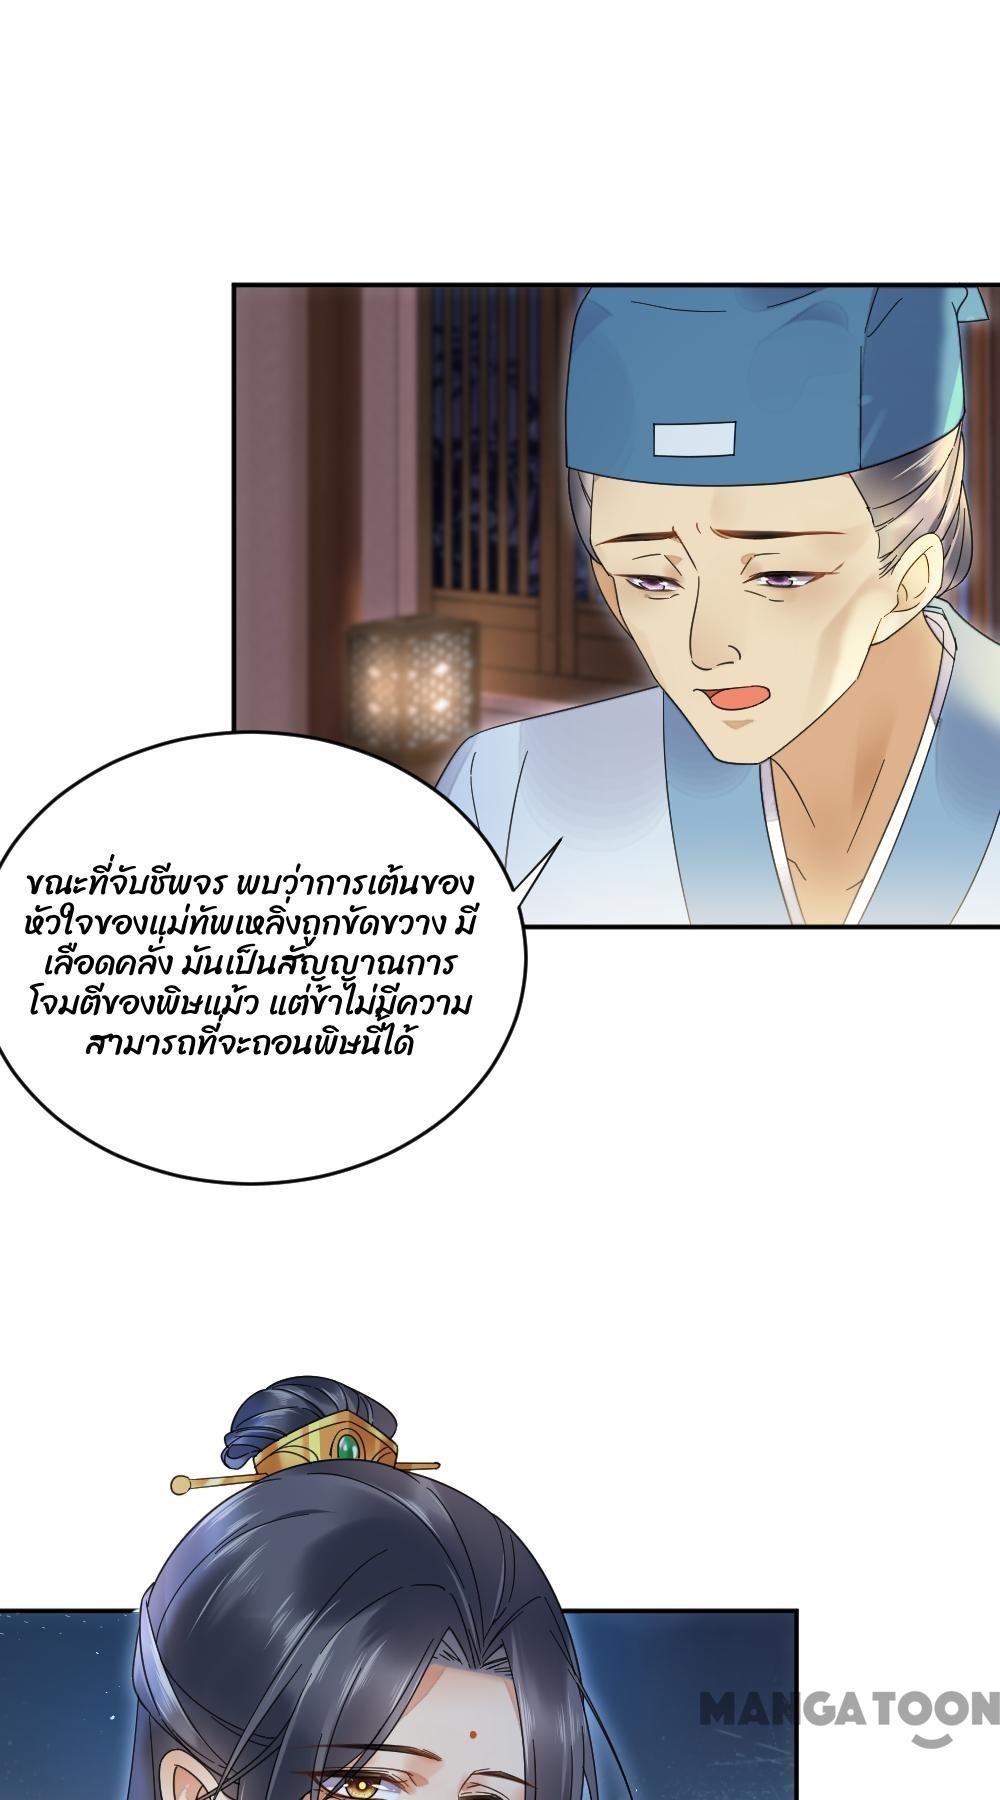 ขณะที่จับชีพจร พบว่าการเต้นของ
หัวใจของแม่ทัพเหลิ่งถูกขัดขวาง มี
เลือดคลั่ง มันเป็นสัญญาณการ
โจมตีของพิษแม้ว แต่ข้าไม่มีความ
สามารถที่จะถอนพิษนี้ได้
MANGATOON